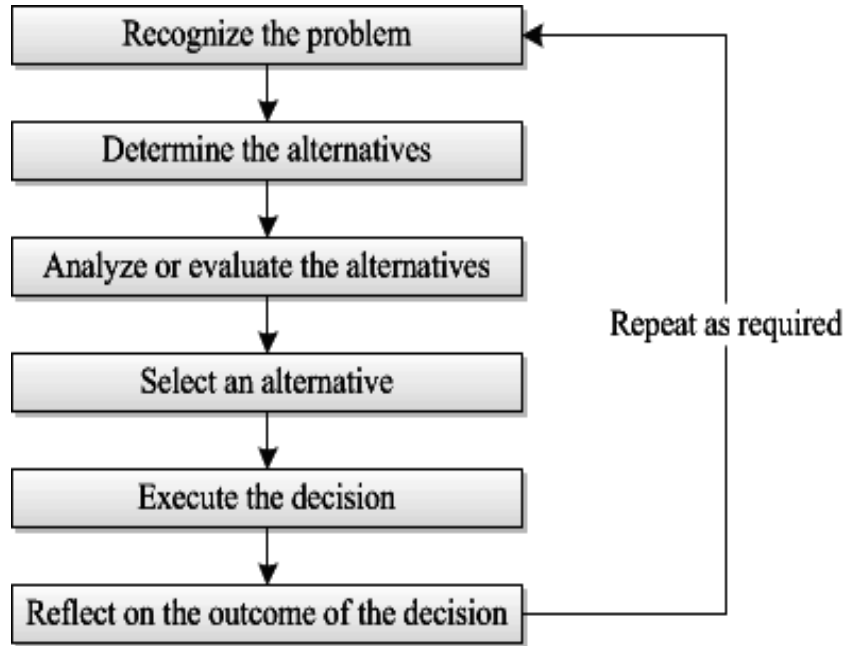 Recognize the problem
Determine the alternatives
Analyze or evaluate the alternatives
Repeat as required
Select an alternative
Execute the decision
Reflect on the outcome of the decision